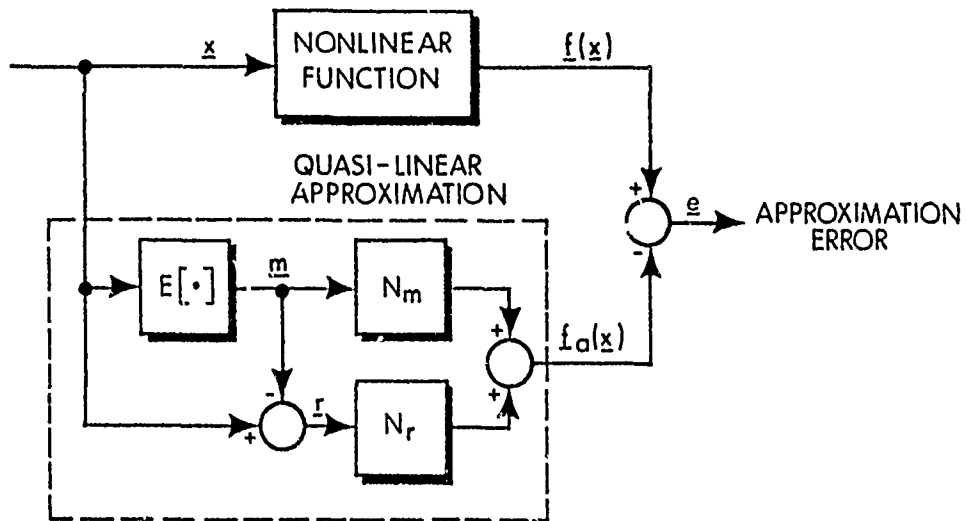 x
NONLINEAR
FUNCTION
f(x)
QUASI-LINEAR
APPROXIMATION
+
e
APPROXIMATION
ERROR
-
E[•]
m
Nm
+
fa(x)
-
+
r
Nr
+